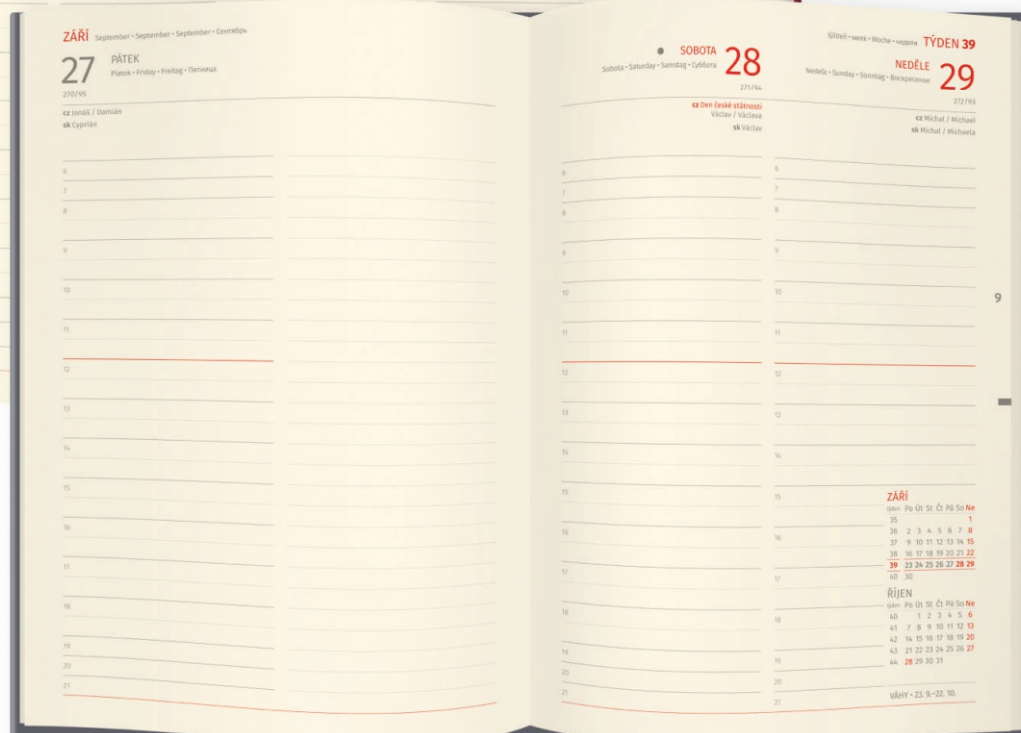 ZÁŘÍ September • September • September • Сентябрь
27 PÁTEK
Piatok • Friday • Freitag • Пятница
270/95
cz Jonáš / Damián
sk Cyprián
6
7
8
9
10
11
12
13
14
15
16
17
18
19
20
21
SOBOTA 28
Sobota • Saturday • Samstag • Суббота
271/94
cz Den české státnosti
Václav / Václava
sk Václav
6
7
8
9
10
11
12
13
14
15
16
17
18
19
20
21
týždeň • week • Woche • неделя TÝDEN 39
NEDĚLE 29
Nedeľa • Sunday • Sonntag • Воскресенье
272/93
cz Michal / Michael
sk Michal / Michaela
6
7
8
9
10
11
12
13
14
15
16
17
18
19
20
21
9
ZÁŘÍ
týden Po Út St Čt Pá So Ne
35 1
36 2 3 4 5 6 7 8
37 9 10 11 12 13 14 15
38 16 17 18 19 20 21 22
39 23 24 25 26 27 28 29
40 30
ŘÍJEN
týden Po Út St Čt Pá So Ne
40 1 2 3 4 5 6
41 7 8 9 10 11 12 13
42 14 15 16 17 18 19 20
43 21 22 23 24 25 26 27
44 28 29 30 31
VÁHY • 23. 9.–22. 10.